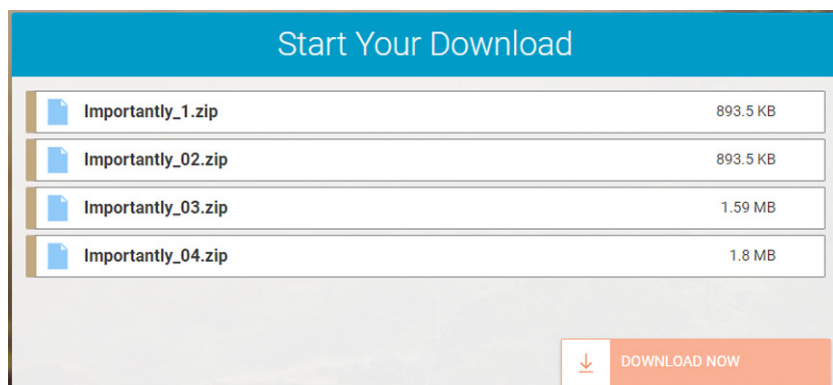 Start Your Download
Importantly_1.zip 893.5 KB
Importantly_02.zip 893.5 KB
Importantly_03.zip 1.59 MB
Importantly_04.zip 1.8 MB
DOWNLOAD NOW